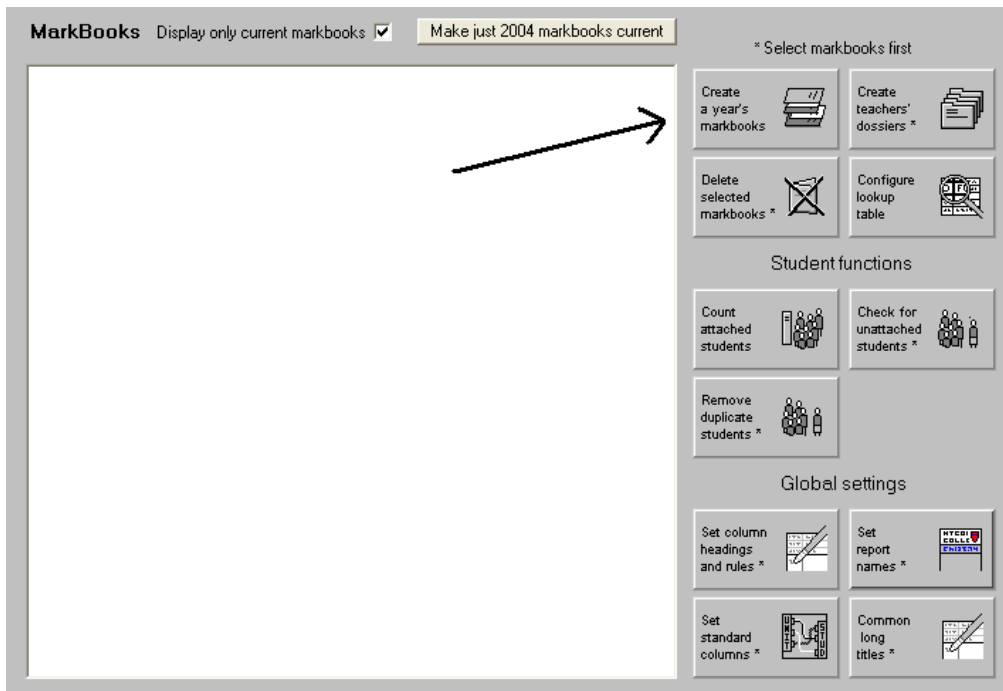 MarkBooks Display only current markbooks Make just 2004 markbooks current
* Select markbooks first
Create
a year's
markbooks
Create
teachers'
dossiers *
Delete
selected
markbooks *
Configure
lookup
table
Student functions
Count
attached
students
Check for
unattached
students *
Remove
duplicate
students *
Global settings
Set column
headings
and rules *
Set
report
names *
Set
standard
columns *
UNIT
STUD
Common
long
titles *